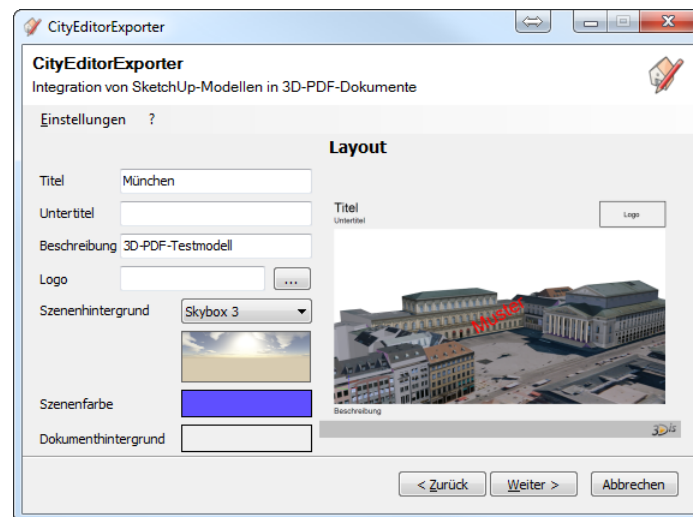 CityEditorExporter
CityEditorExporter
Integration von SketchUp-Modellen in 3D-PDF-Dokumente
Einstellungen ?
Layout
Titel München
Untertitel
Beschreibung 3D-PDF-Testmodell
Logo ...
Szenenhintergrund Skybox 3
Szenenfarbe
Dokumenthintergrund
Titel
Untertitel
Logo
Muster
Beschreibung
3Dis
< Zurück Weiter > Abbrechen